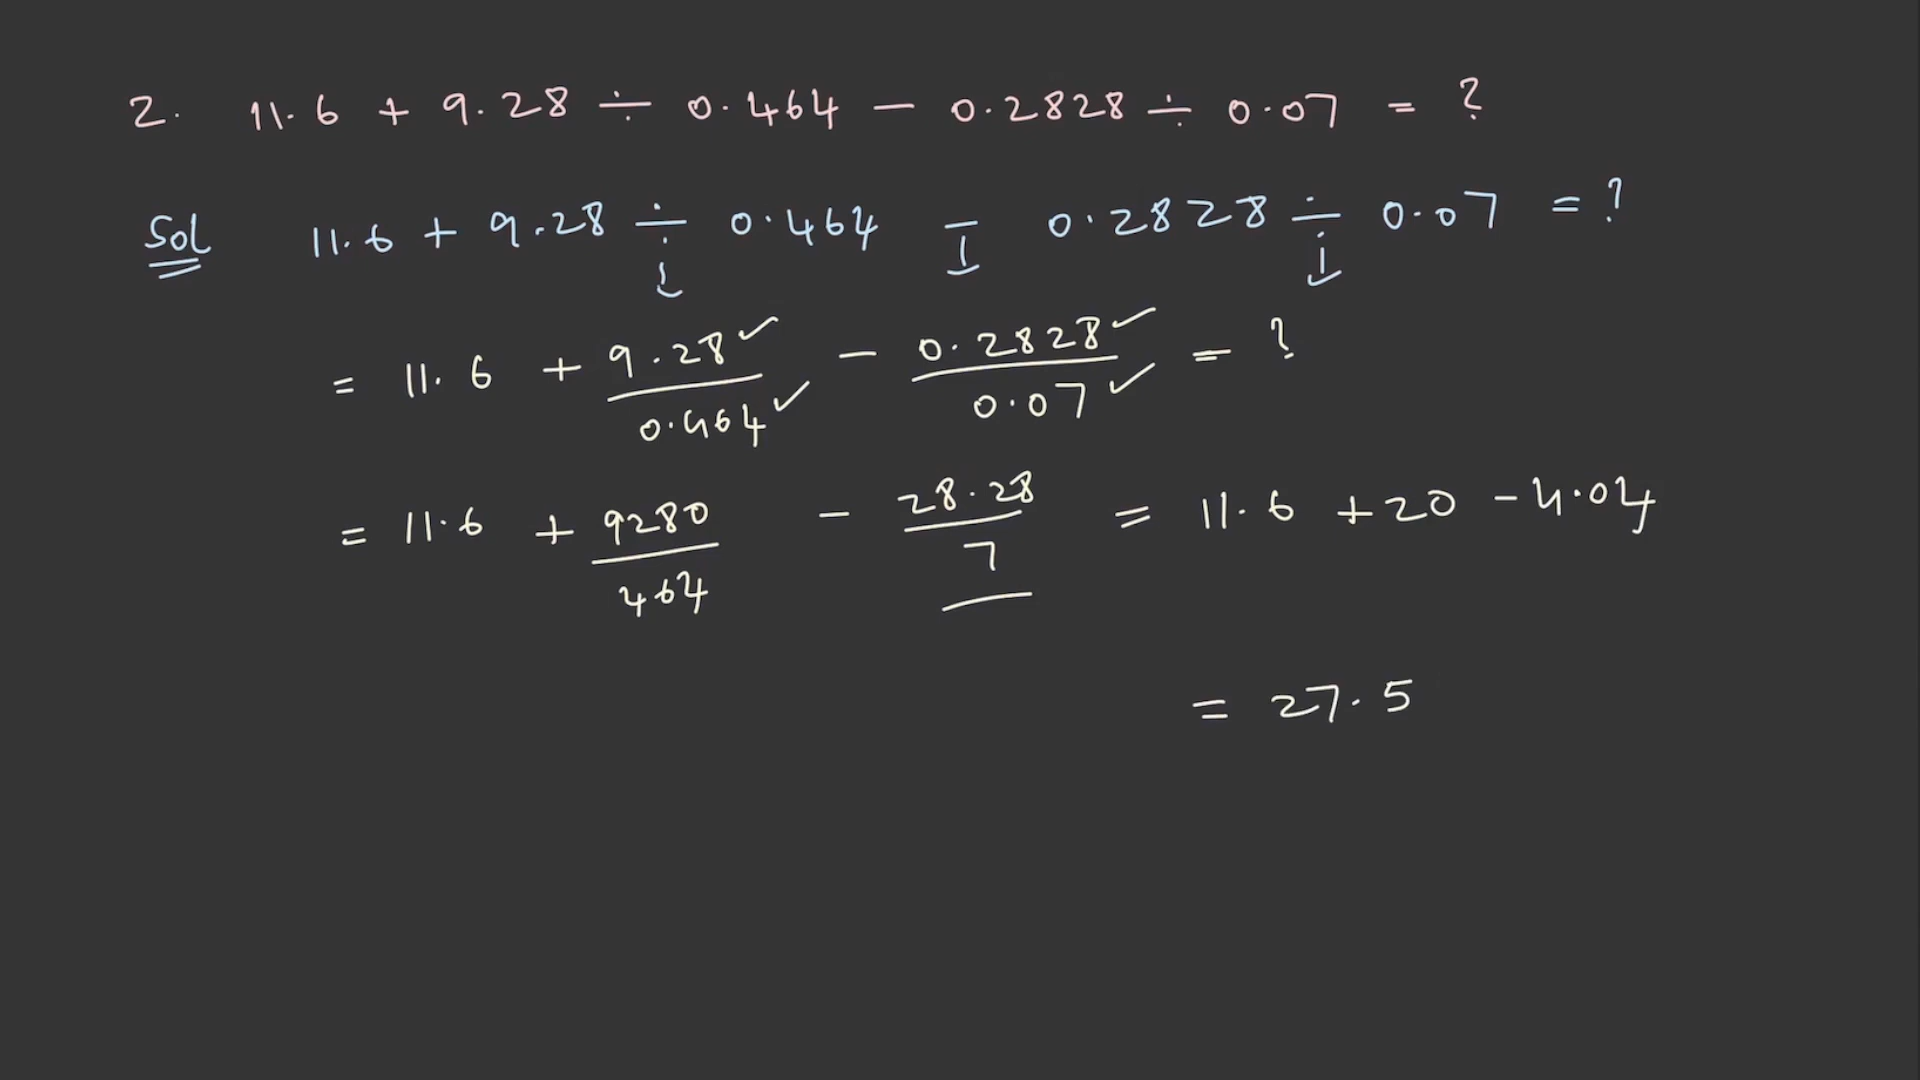 2. 11.6 + 9.28 ÷ 0.464 - 0.2828 ÷ 0.07 = ?
Sol 11.6 + 9.28 ÷ 0.464 - 0.2828 ÷ 0.07 = ?
= 11.6 + 9.28/0.464 - 0.2828/0.07 = ?
= 11.6 + 9280/464 - 28.28/7 = 11.6 + 20 - 4.04
= 27.5